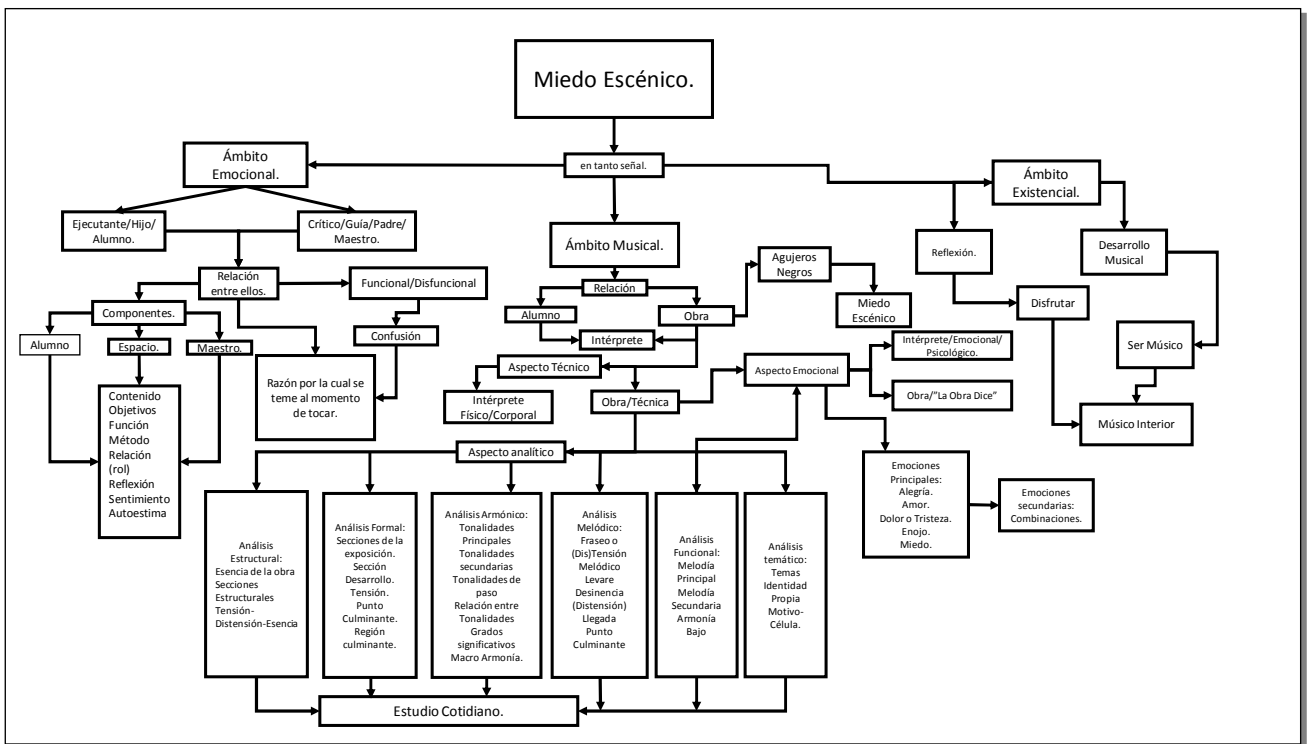 Miedo Escénico.
en tanto señal.
Ámbito
Emocional.
Ejecutante/Hijo/
Alumno.
Crítico/Guía/Padre/
Maestro.
Relación
entre ellos.
Funcional/Disfuncional
Componentes.
Confusión
Alumno
Espacio.
Maestro.
Razón por la cual se
teme al momento
de tocar.
Contenido
Objetivos
Función
Método
Relación
(rol)
Reflexión
Sentimiento
Autoestima
Ámbito Musical.
Relación
Alumno
Obra
Intérprete
Agujeros
Negros
Miedo
Escénico
Aspecto Técnico
Intérprete
Físico/Corporal
Obra/Técnica
Aspecto Emocional
Intérprete/Emocional/
Psicológico.
Obra/"La Obra Dice"
Emociones
Principales:
Alegría.
Amor.
Dolor o Tristeza.
Enojo.
Miedo.
Emociones
secundarias:
Combinaciones.
Aspecto analítico
Análisis
Estructural:
Esencia de la obra
Secciones
Estructurales
Tensión-
Distensión-Esencia
Análisis Formal:
Secciones de la
exposición.
Sección
Desarrollo.
Tensión.
Punto
Culminante.
Región
culminante.
Análisis Armónico:
Tonalidades
Principales
Tonalidades
secundarias
Tonalidades de
paso
Relación entre
Tonalidades
Grados
significativos
Macro Armonía.
Análisis
Melódico:
Fraseo o
(Dis)Tensión
Melódico
Levare
Desinencia
(Distensión)
Llegada
Punto
Culminante
Análisis
Funcional:
Melodía
Principal
Melodía
Secundaria
Armonía
Bajo
Análisis
temático:
Temas
Identidad
Propia
Motivo-
Célula.
Estudio Cotidiano.
Ámbito
Existencial.
Reflexión.
Desarrollo
Musical
Disfrutar
Ser Músico
Músico Interior